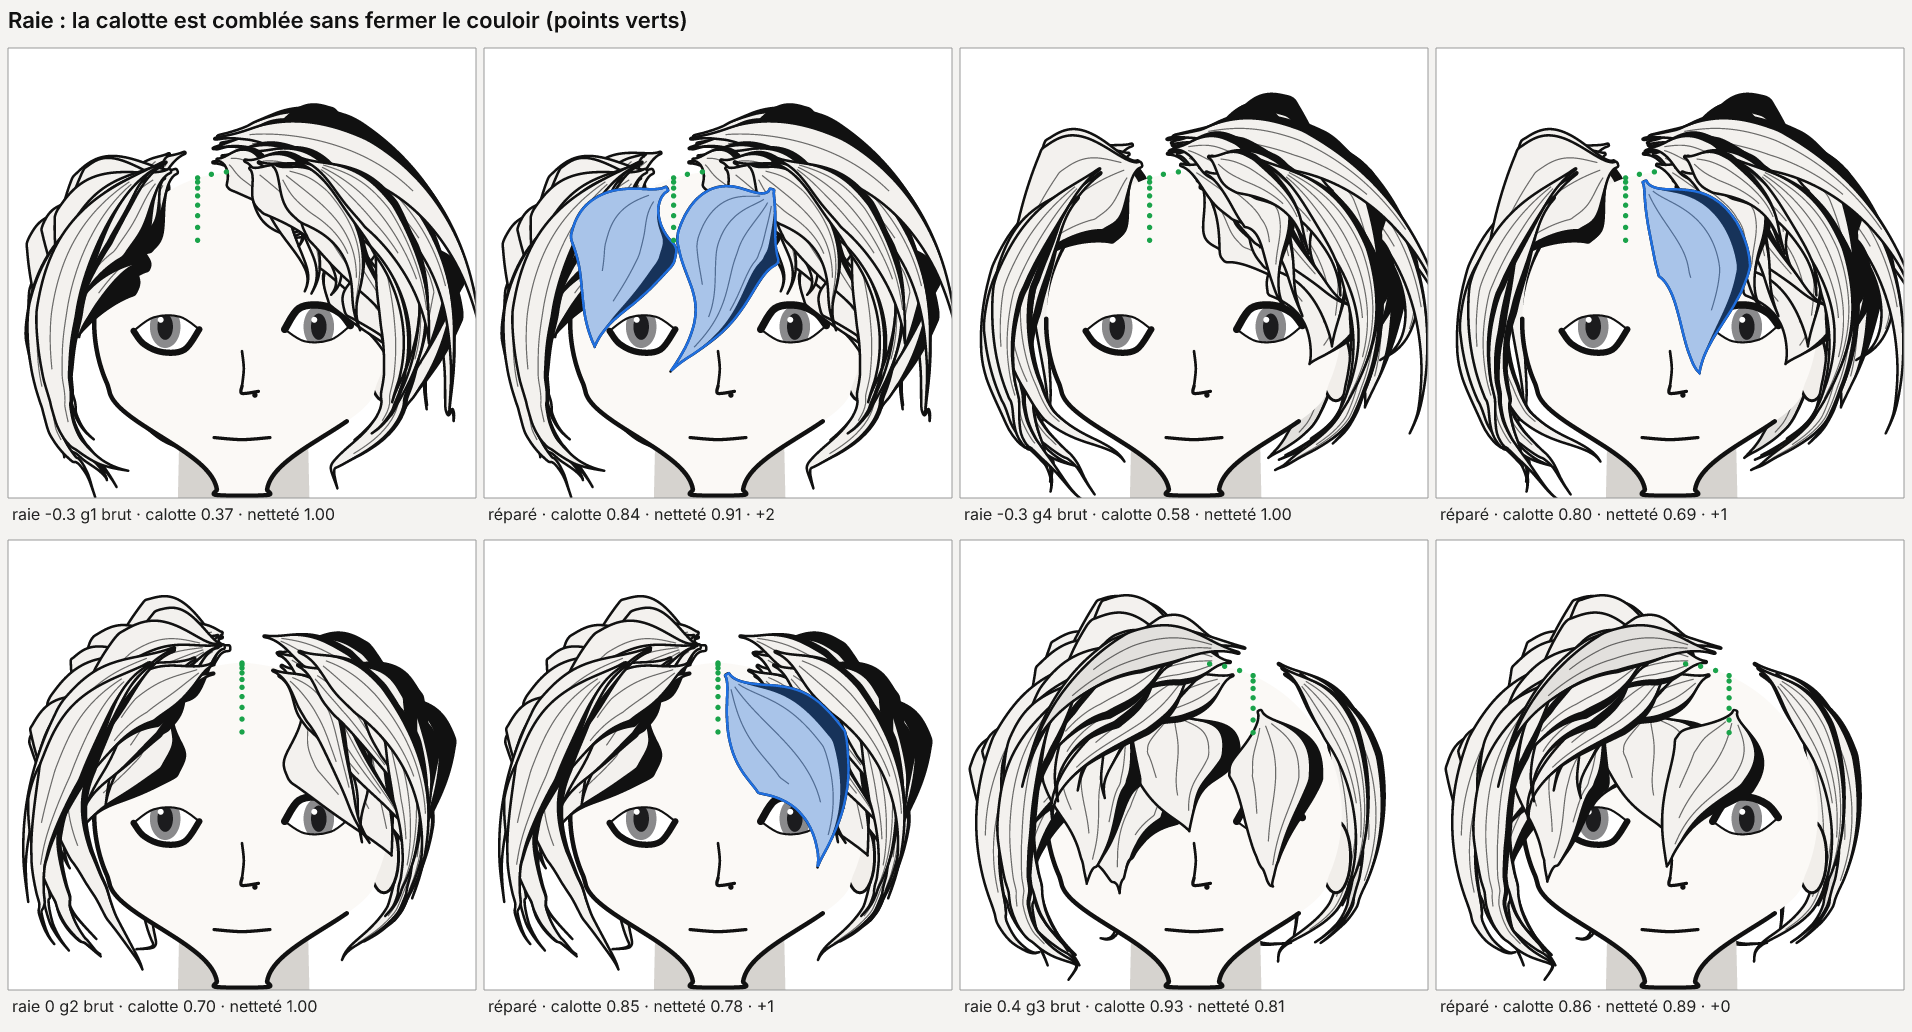 Raie : la calotte est comblée sans fermer le couloir (points verts)
raie -0.3 g1 brut · calotte 0.37 · netteté 1.00
réparé · calotte 0.84 · netteté 0.91 · +2
raie -0.3 g4 brut · calotte 0.58 · netteté 1.00
réparé · calotte 0.80 · netteté 0.69 · +1
raie 0 g2 brut · calotte 0.70 · netteté 1.00
réparé · calotte 0.85 · netteté 0.78 · +1
raie 0.4 g3 brut · calotte 0.93 · netteté 0.81
réparé · calotte 0.86 · netteté 0.89 · +0